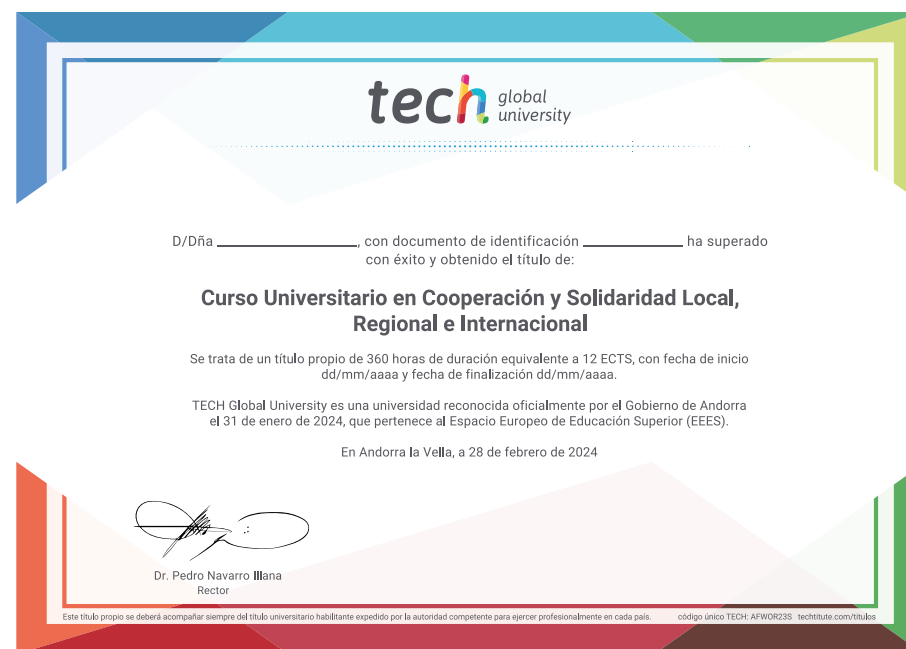 tech global
university
D/Dña ________________, con documento de identificación ____________ ha superado
con éxito y obtenido el título de:
Curso Universitario en Cooperación y Solidaridad Local,
Regional e Internacional
Se trata de un título propio de 360 horas de duración equivalente a 12 ECTS, con fecha de inicio
dd/mm/aaaa y fecha de finalización dd/mm/aaaa.
TECH Global University es una universidad reconocida oficialmente por el Gobierno de Andorra
el 31 de enero de 2024, que pertenece al Espacio Europeo de Educación Superior (EEES).
En Andorra la Vella, a 28 de febrero de 2024
Dr. Pedro Navarro Illana
Rector
Este título propio se deberá acompañar siempre del título universitario habilitante expedido por la autoridad competente para ejercer profesionalmente en cada país. código único TECH: AFWOR23S techtitute.com/titulos